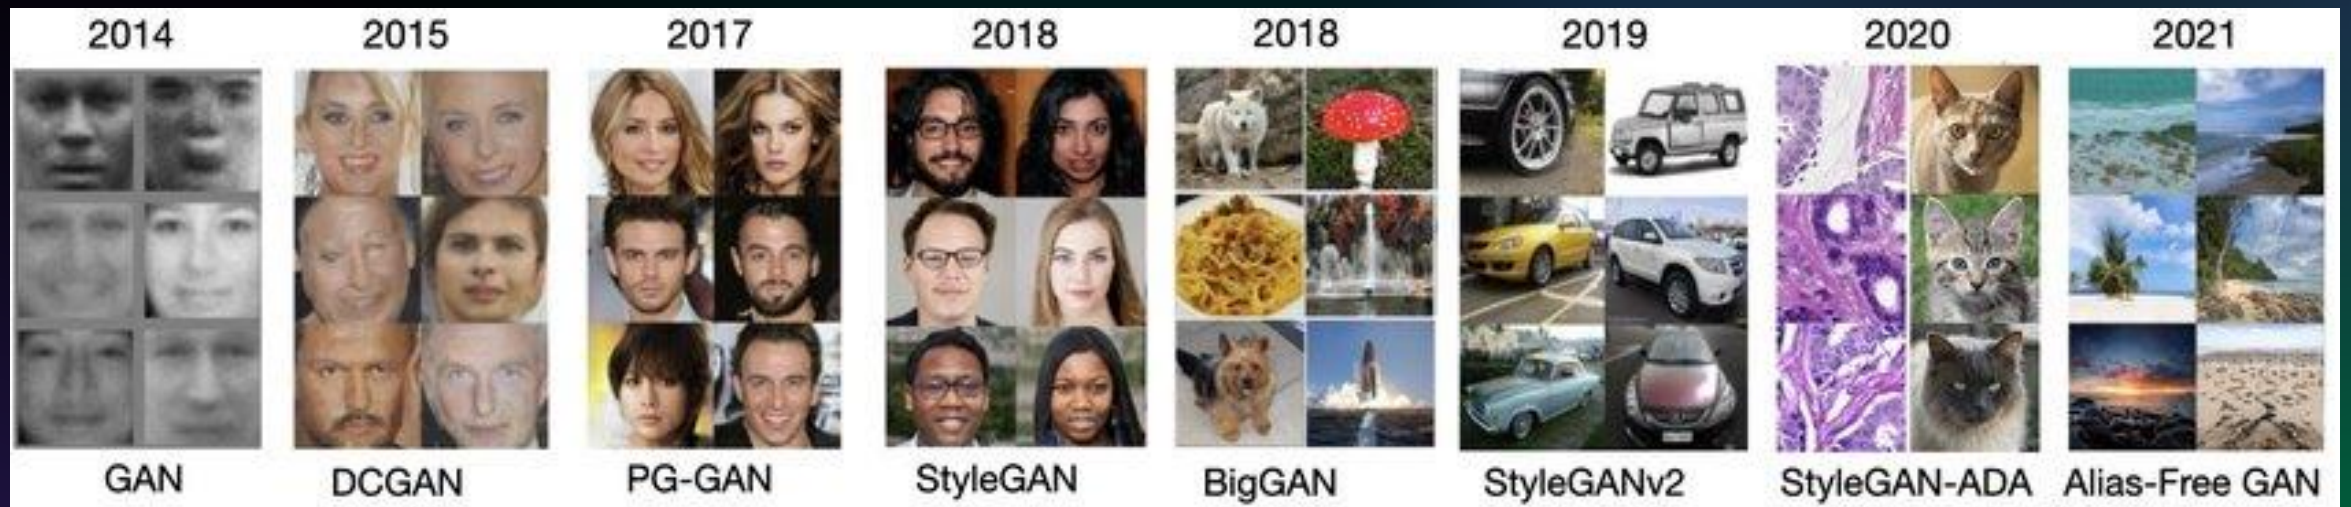 2014 2015 2017 2018 2018 2019 2020 2021
GAN DCGAN PG-GAN StyleGAN BigGAN StyleGANv2 StyleGAN-ADA Alias-Free GAN